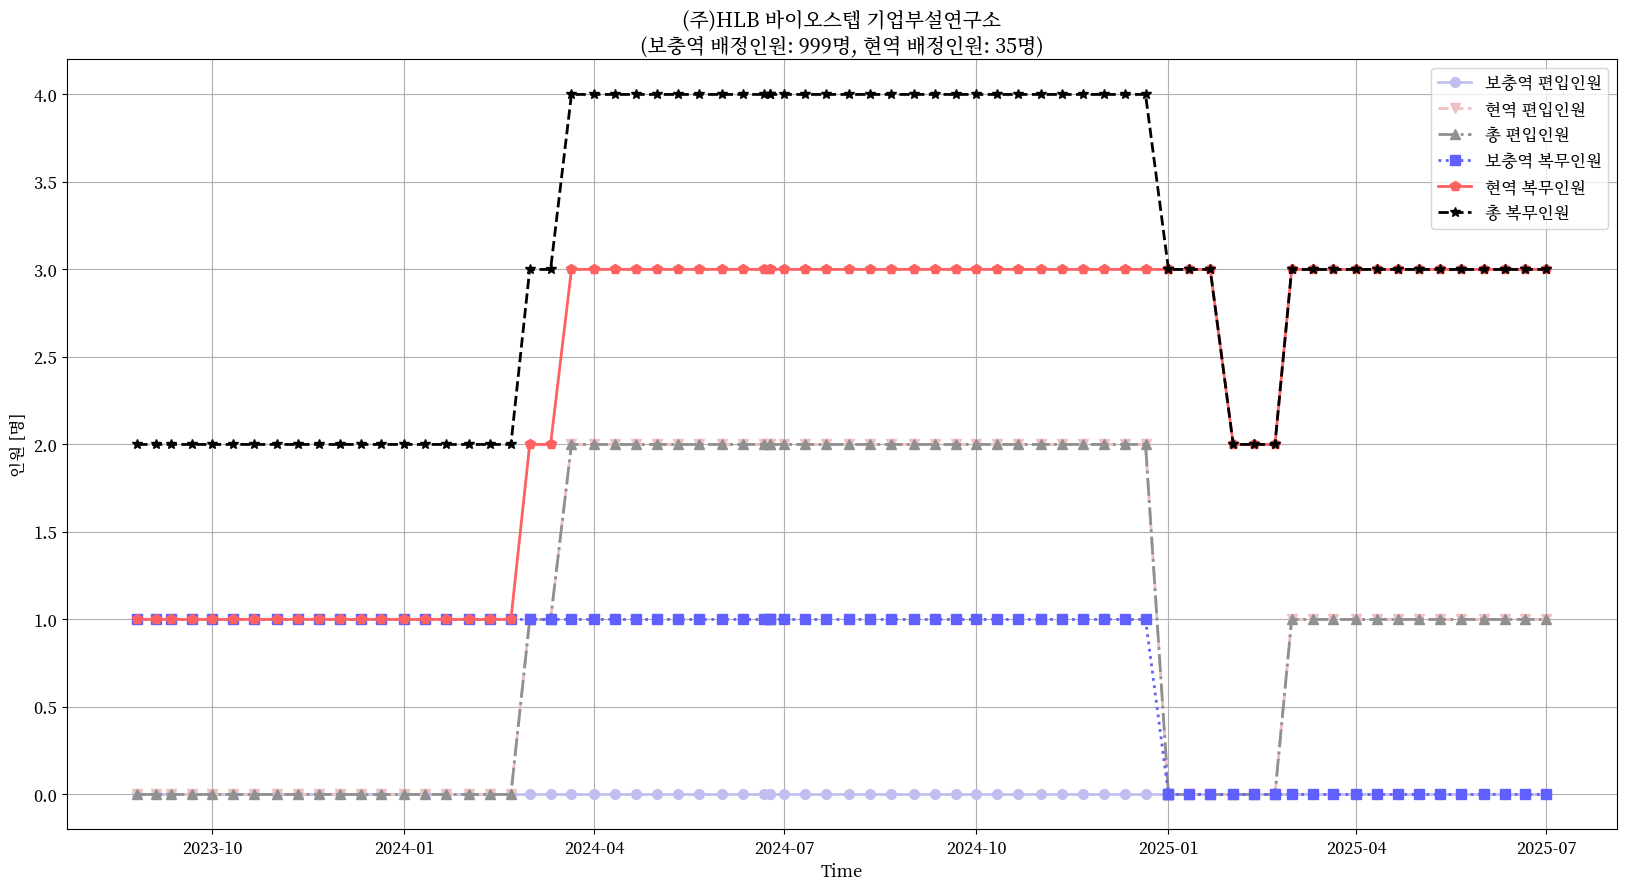 (주)HLB 바이오스텝 기업부설연구소
(보충역 배정인원: 999명, 현역 배정인원: 35명)
보충역 편입인원
현역 편입인원
총 편입인원
보충역 복무인원
현역 복무인원
총 복무인원
인원 [명]
4.0
3.5
3.0
2.5
2.0
1.5
1.0
0.5
0.0
2023-10
2024-01
2024-04
2024-07
2024-10
2025-01
2025-04
2025-07
Time